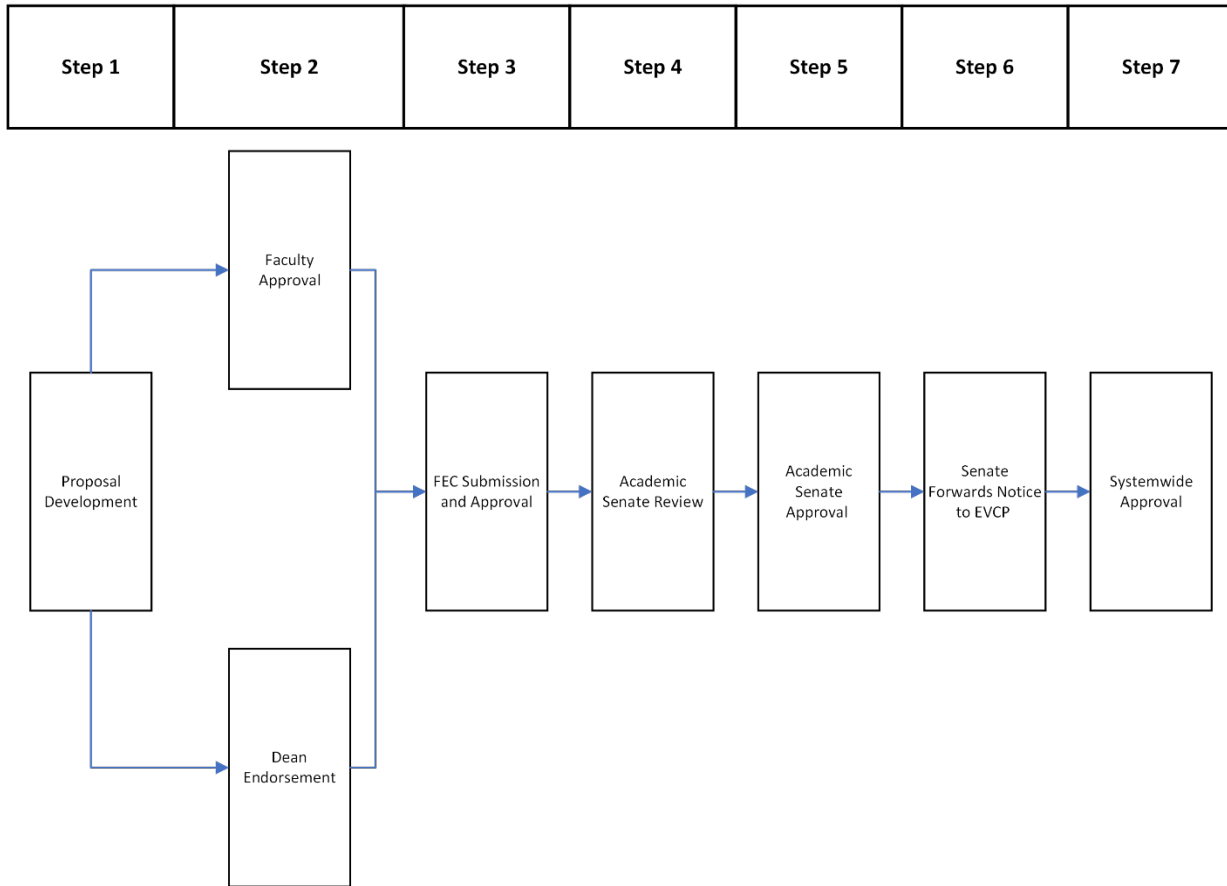 Step 1
Step 2
Step 3
Step 4
Step 5
Step 6
Step 7
Faculty
Approval
Proposal
Development
FEC Submission
and Approval
Academic
Senate Review
Academic
Senate
Approval
Senate
Forwards Notice
to EVCP
Systemwide
Approval
Dean
Endorsement